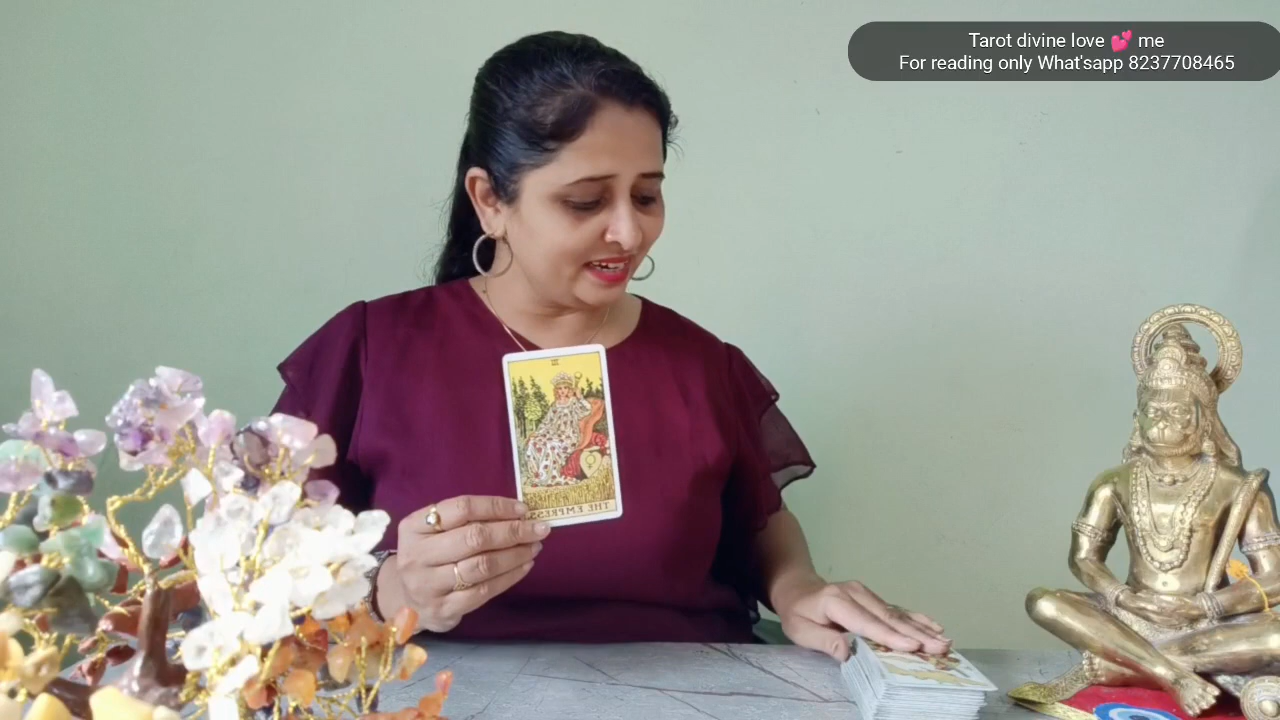 Tarot divine love 💕 me
For reading only What'sapp 8237708465
III
THE EMPRESS.